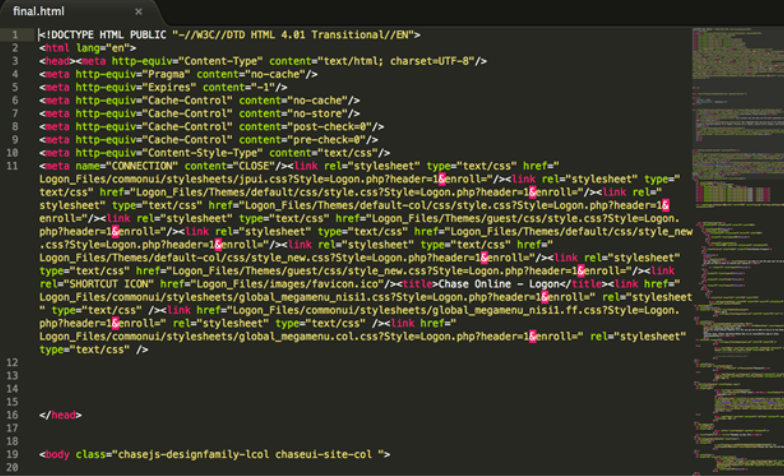 final.html ×
1 <!DOCTYPE HTML PUBLIC "-//W3C//DTD HTML 4.01 Transitional//EN">
2 <html lang="en">
3 <head><meta http-equiv="Content-Type" content="text/html; charset=UTF-8"/>
4 <meta http-equiv="Pragma" content="no-cache"/>
5 <meta http-equiv="Expires" content="-1"/>
6 <meta http-equiv="Cache-Control" content="no-cache"/>
7 <meta http-equiv="Cache-Control" content="no-store"/>
8 <meta http-equiv="Cache-Control" content="post-check=0"/>
9 <meta http-equiv="Cache-Control" content="pre-check=0"/>
10 <meta http-equiv="Content-Style-Type" content="text/css"/>
11 <meta name="CONNECTION" content="CLOSE"/><link rel="stylesheet" type="text/css" href="
Logon_Files/commonui/stylesheets/jpui.css?Style=Logon.php?header=1&enroll="/><link rel="stylesheet" type="
text/css" href="Logon_Files/Themes/default/css/style.css?Style=Logon.php?header=1&enroll="/><link rel="
stylesheet" type="text/css" href="Logon_Files/Themes/default-col/css/style.css?Style=Logon.php?header=1&
enroll="/><link rel="stylesheet" type="text/css" href="Logon_Files/Themes/guest/css/style.css?Style=Logon.
php?header=1&enroll="/><link rel="stylesheet" type="text/css" href="Logon_Files/Themes/default/css/style_new
.css?Style=Logon.php?header=1&enroll="/><link rel="stylesheet" type="text/css" href="
Logon_Files/Themes/default-col/css/style_new.css?Style=Logon.php?header=1&enroll="/><link rel="stylesheet"
type="text/css" href="Logon_Files/Themes/guest/css/style_new.css?Style=Logon.php?header=1&enroll="/><link
rel="SHORTCUT ICON" href="Logon_Files/images/favicon.ico"/><title>Chase Online - Logon</title><link href="
Logon_Files/commonui/stylesheets/global_megamenu_nisi1.css?Style=Logon.php?header=1&enroll=" rel="stylesheet
" type="text/css" /><link href="Logon_Files/commonui/stylesheets/global_megamenu_nisi1.ff.css?Style=Logon.
php?header=1&enroll=" rel="stylesheet" type="text/css" /><link href="
Logon_Files/commonui/stylesheets/global_megamenu.col.css?Style=Logon.php?header=1&enroll=" rel="stylesheet"
type="text/css" />
12
13
14
15
16 </head>
17
18
19 <body class="chasejs-designfamily-lcol chaseui-site-col ">
20